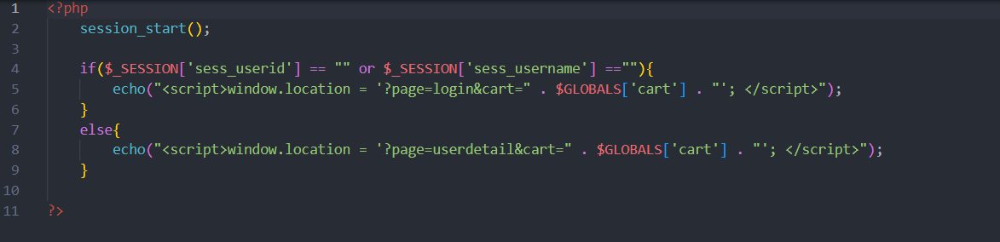 1 <?php
2 session_start();
3
4 if($_SESSION['sess_userid'] == "" or $_SESSION['sess_username'] ==""){
5 echo("<script>window.location = '?page=login&cart=" . $GLOBALS['cart'] . "'; </script>");
6 }
7 else{
8 echo("<script>window.location = '?page=userdetail&cart=" . $GLOBALS['cart'] . "'; </script>");
9 }
10
11 ?>